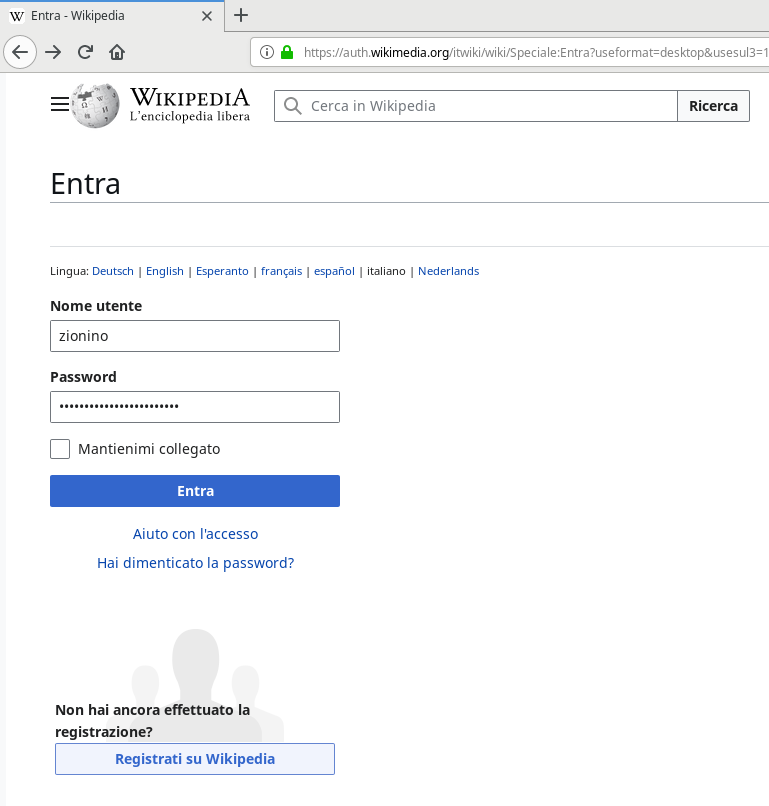 Entra - Wikipedia
https://auth.wikimedia.org/itwiki/wiki/Speciale:Entra?useformat=desktop&usesul3=1
WIKIPEDIA
L'enciclopedia libera
Cerca in Wikipedia
Ricerca
Entra
Lingua: Deutsch | English | Esperanto | français | español | italiano | Nederlands
Nome utente
zionino
Password
••••••••••••••••••••••••
Mantienimi collegato
Entra
Aiuto con l'accesso
Hai dimenticato la password?
Non hai ancora effettuato la
registrazione?
Registrati su Wikipedia